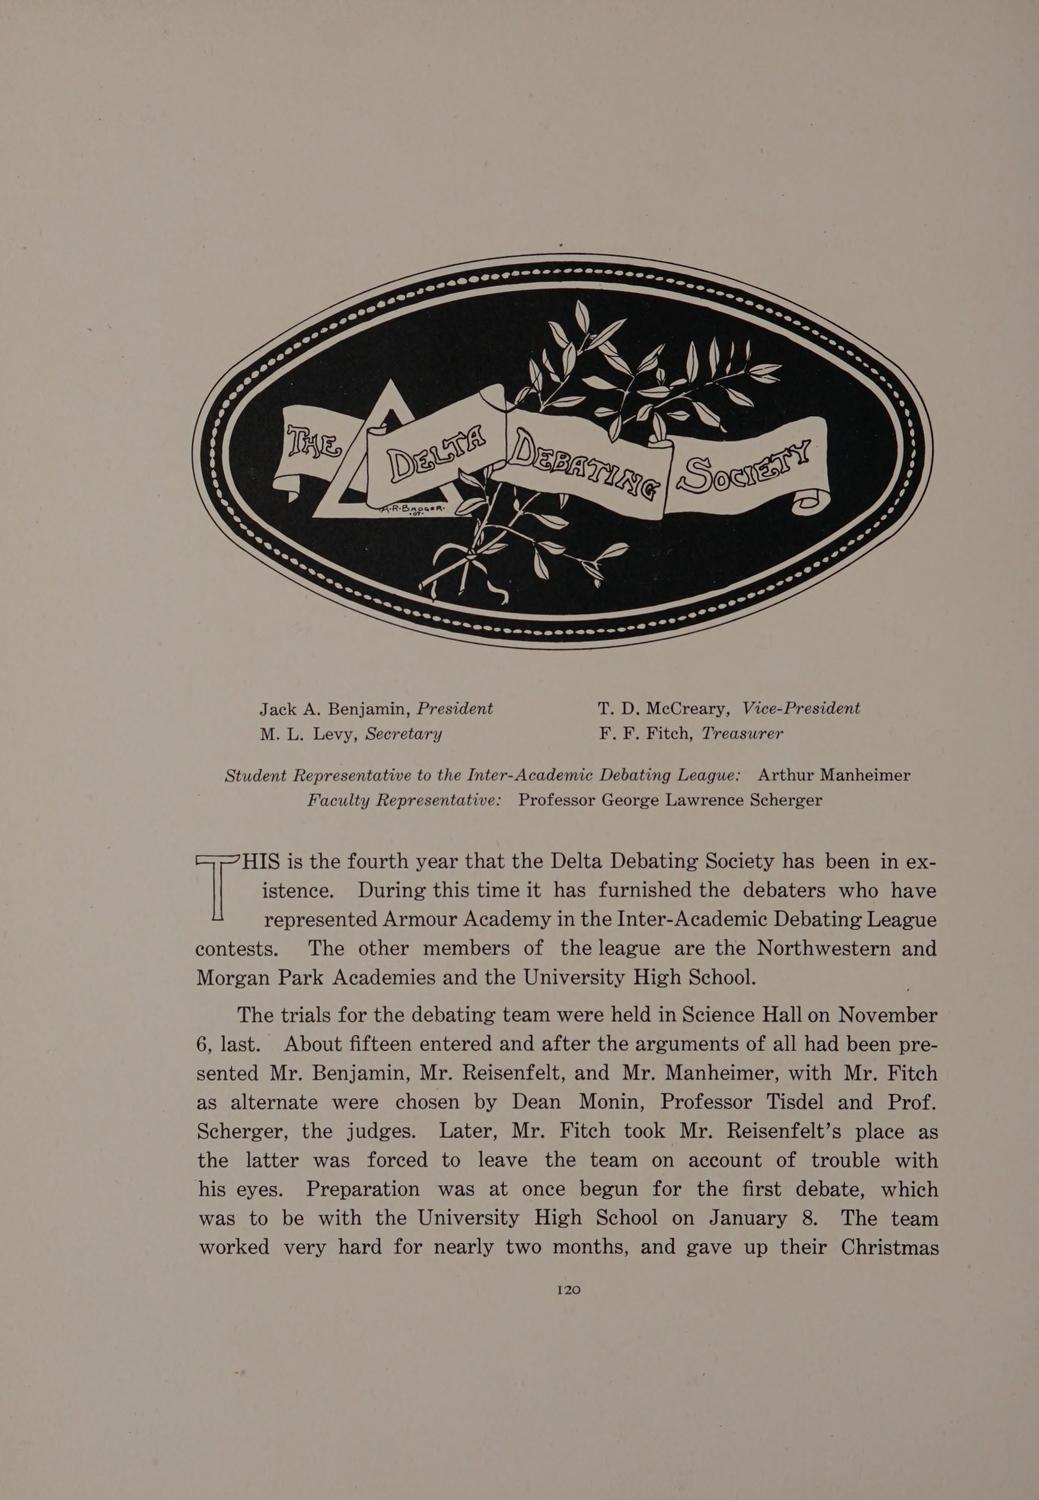 THE DELTA DEBATING SOCIETY
A·R·BADGER·
·07·
Jack A. Benjamin, President T. D. McCreary, Vice-President
M. L. Levy, Secretary F. F. Fitch, Treasurer
Student Representative to the Inter-Academic Debating League: Arthur Manheimer
Faculty Representative: Professor George Lawrence Scherger
THIS is the fourth year that the Delta Debating Society has been in ex-
istence. During this time it has furnished the debaters who have
represented Armour Academy in the Inter-Academic Debating League
contests. The other members of the league are the Northwestern and
Morgan Park Academies and the University High School.
The trials for the debating team were held in Science Hall on November
6, last. About fifteen entered and after the arguments of all had been pre-
sented Mr. Benjamin, Mr. Reisenfelt, and Mr. Manheimer, with Mr. Fitch
as alternate were chosen by Dean Monin, Professor Tisdel and Prof.
Scherger, the judges. Later, Mr. Fitch took Mr. Reisenfelt's place as
the latter was forced to leave the team on account of trouble with
his eyes. Preparation was at once begun for the first debate, which
was to be with the University High School on January 8. The team
worked very hard for nearly two months, and gave up their Christmas
120